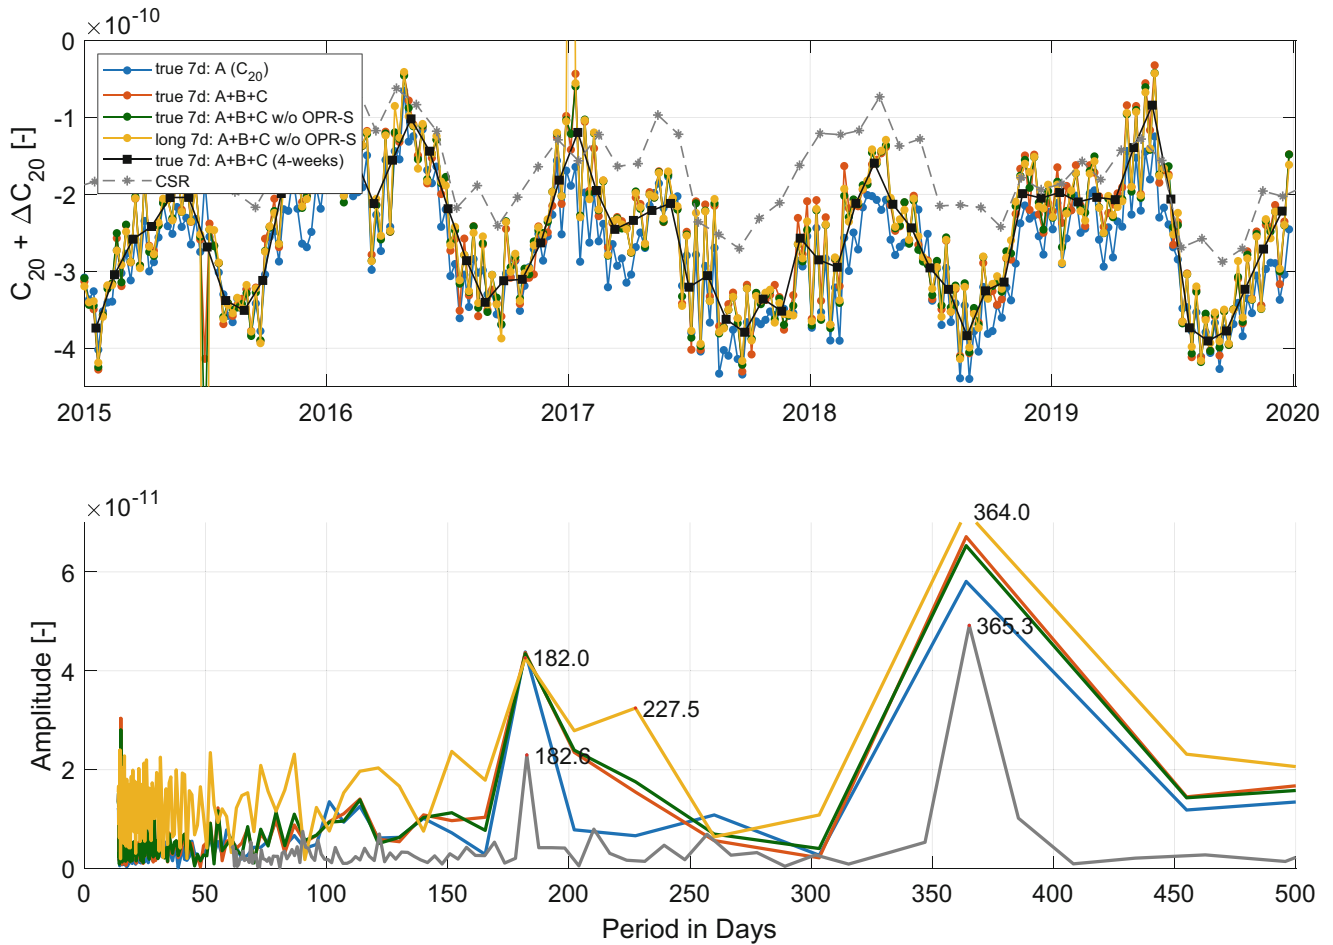 ×10⁻¹⁰
0
-1
-2
-3
-4
C₂₀ + ΔC₂₀ [-]
true 7d: A (C₂₀)
true 7d: A+B+C
true 7d: A+B+C w/o OPR-S
long 7d: A+B+C w/o OPR-S
true 7d: A+B+C (4-weeks)
CSR
2015 2016 2017 2018 2019 2020
×10⁻¹¹
6
4
2
0
Amplitude [-]
364.0
365.3
182.0
227.5
182.6
0 50 100 150 200 250 300 350 400 450 500
Period in Days